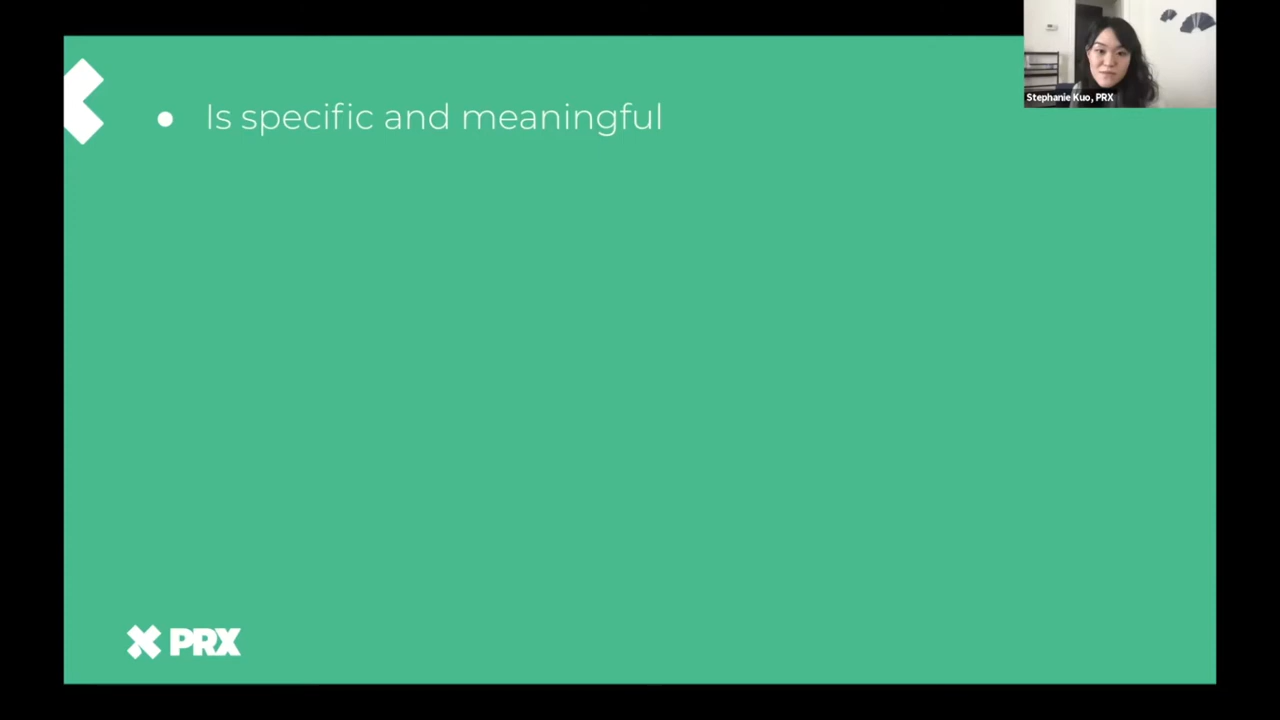 ● Is specific and meaningful
Stephanie Kuo, PRX
PRX